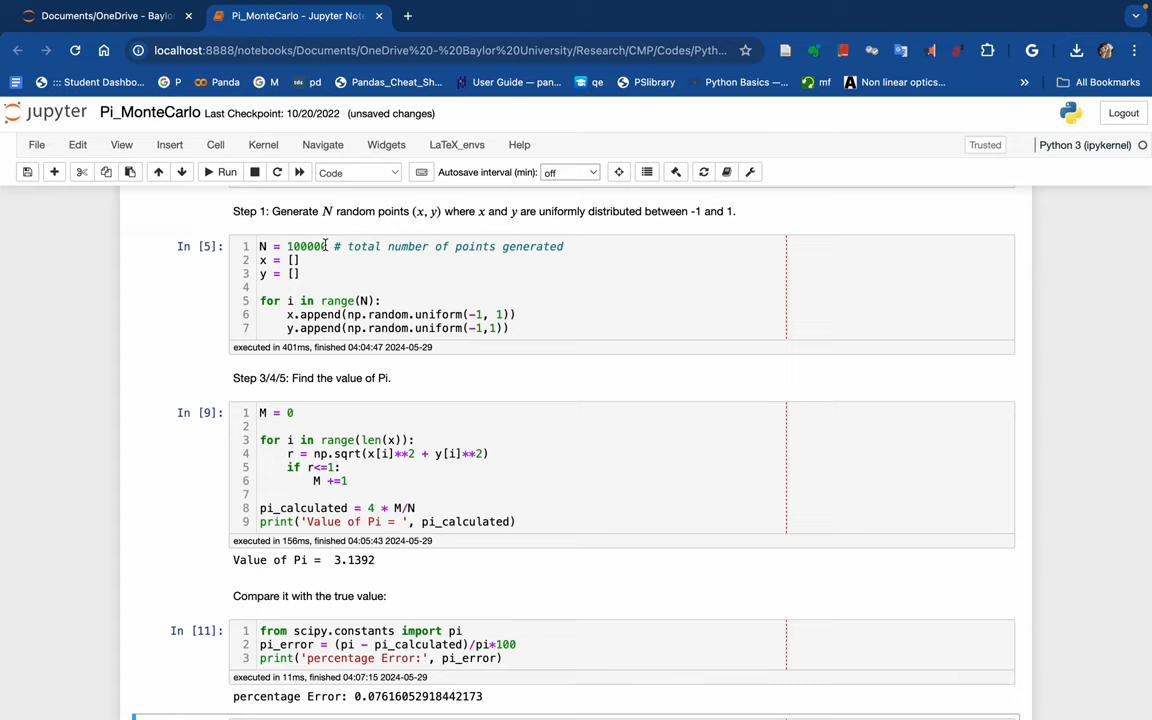 Documents/OneDrive - Baylo
Pi_MonteCarlo - Jupyter Not
localhost:8888/notebooks/Documents/OneDrive%20-%20Baylor%20University/Research/CMP/Codes/Pyth...
::: Student Dashbo...
P
Panda
M
pd
Pandas_Cheat_Sh...
User Guide — pan...
qe
PSlibrary
Python Basics —...
mf
Non linear optics...
All Bookmarks
jupyter
Pi_MonteCarlo Last Checkpoint: 10/20/2022 (unsaved changes)
Logout
File Edit View Insert Cell Kernel Navigate Widgets LaTeX_envs Help
Trusted
Python 3 (ipykernel)
Run
Code
Autosave interval (min):
off
Step 1: Generate N random points (x, y) where x and y are uniformly distributed between -1 and 1.
In [5]:
1 N = 100000 # total number of points generated
2 x = []
3 y = []
4
5 for i in range(N):
6 x.append(np.random.uniform(-1, 1))
7 y.append(np.random.uniform(-1,1))
executed in 401ms, finished 04:04:47 2024-05-29
Step 3/4/5: Find the value of Pi.
In [9]:
1 M = 0
2
3 for i in range(len(x)):
4 r = np.sqrt(x[i]**2 + y[i]**2)
5 if r<=1:
6 M +=1
7
8 pi_calculated = 4 * M/N
9 print('Value of Pi = ', pi_calculated)
executed in 156ms, finished 04:05:43 2024-05-29
Value of Pi =  3.1392
Compare it with the true value:
In [11]:
1 from scipy.constants import pi
2 pi_error = (pi - pi_calculated)/pi*100
3 print('percentage Error:', pi_error)
executed in 11ms, finished 04:07:15 2024-05-29
percentage Error: 0.07616052918442173